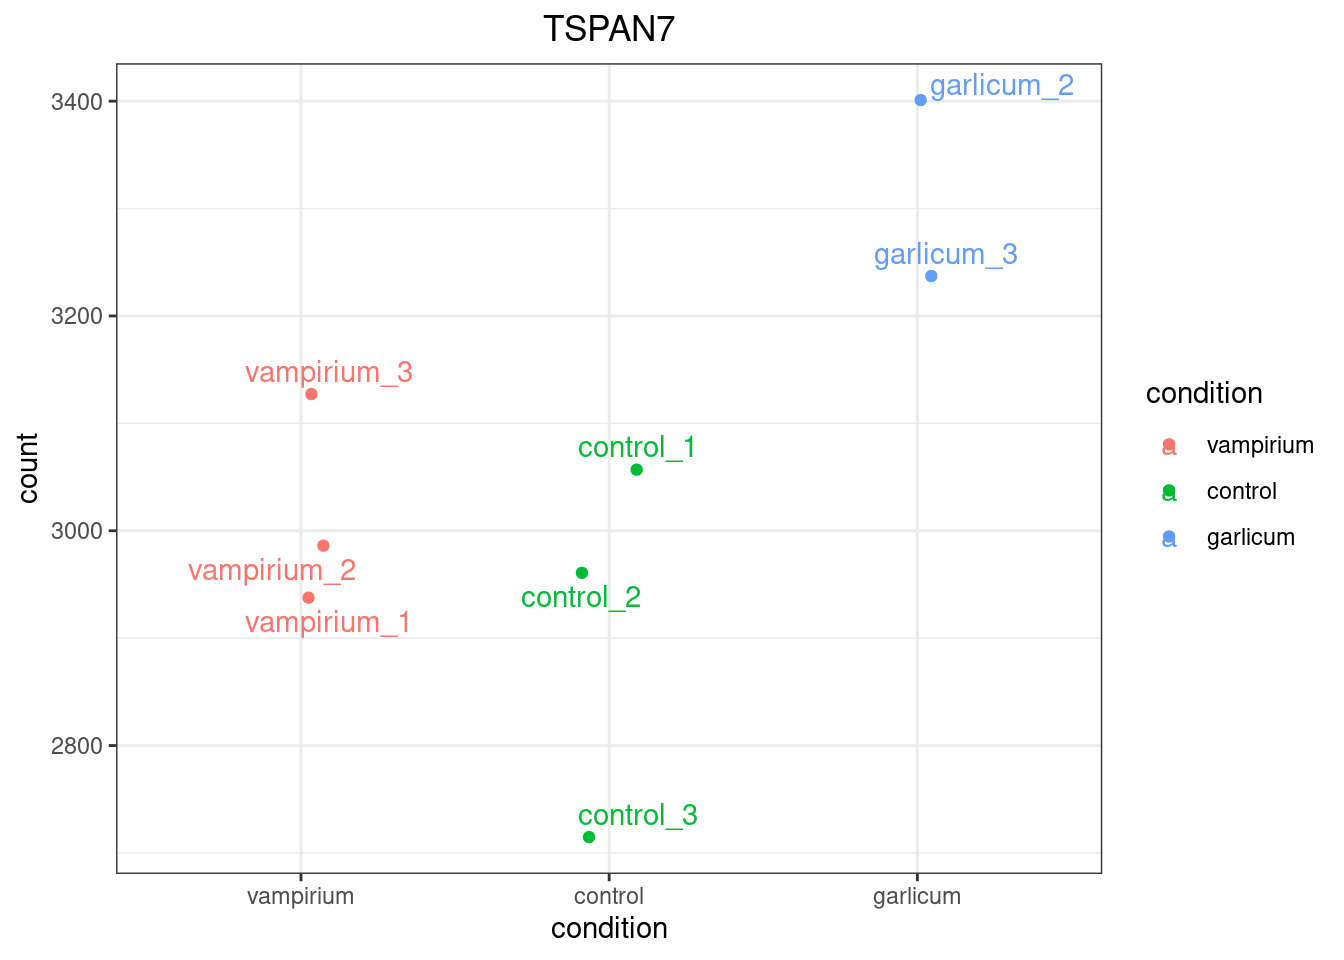 TSPAN7
3400
garlicum_2
garlicum_3
3200
vampirium_3
control_1
3000
vampirium_2
control_2
vampirium_1
2800
control_3
count
vampirium control garlicum
condition
condition
a vampirium
a control
a garlicum